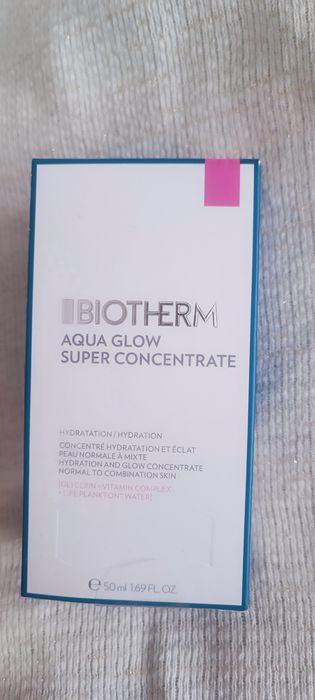 BIOTHERM
AQUA GLOW
SUPER CONCENTRATE
HYDRATATION / HYDRATION
CONCENTRÉ HYDRATATION ET ÉCLAT
PEAU NORMALE À MIXTE
HYDRATION AND GLOW CONCENTRATE
NORMAL TO COMBINATION SKIN
[GLYCERIN + VITAMIN COMPLEX
+ LIFE PLANKTON™ WATER]
℮ 50 ml 1.69 FL. OZ.